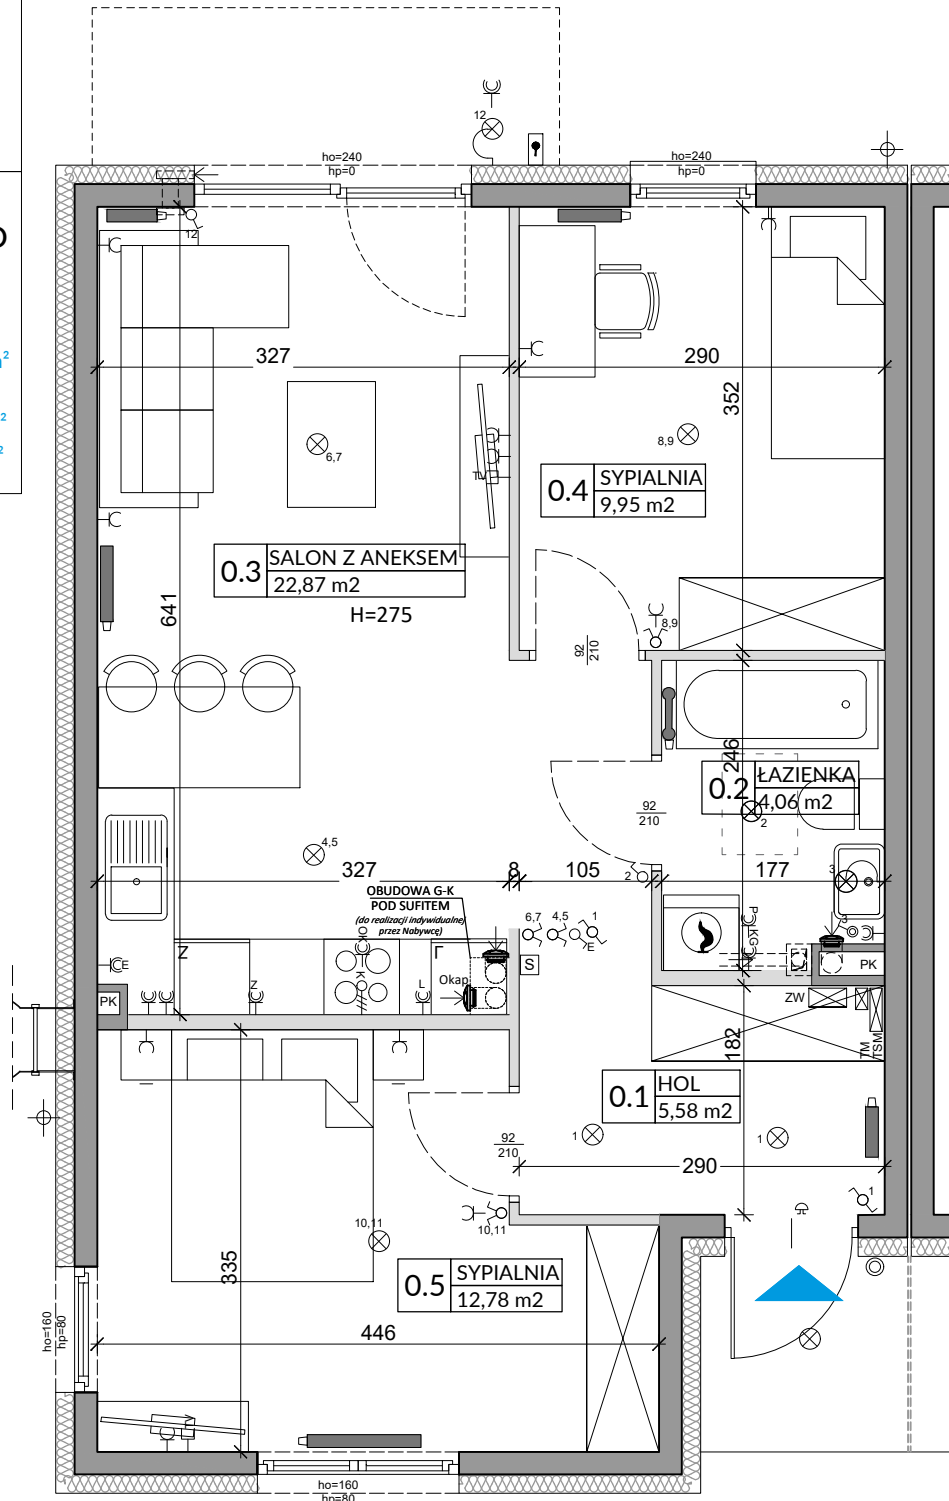 12
ho=240
hp=0
ho=240
hp=0
12
327
290
352
6,7
8,9
TV
0.4
SYPIALNIA
9,95 m2
0.3
SALON Z ANEKSEM
22,87 m2
H=275
641
8,9
92
210
246
0.2
ŁAZIENKA
4,06 m2
92
210
2
4,5
327
8
105
2
177
3
OBUDOWA G-K
POD SUFITEM
(do realizacji indywidualnej
przez Nabywcę)
6,7
4,5
1
E
3
P
KG
OK
K
Z
Z
L
Okap
S
E
PK
PK
ZW
TM
TSM
182
0.1
HOL
5,58 m2
1
1
92
210
290
1
10,11
10,11
335
0.5
SYPIALNIA
12,78 m2
446
ho=160
hp=80
ho=160
hp=80